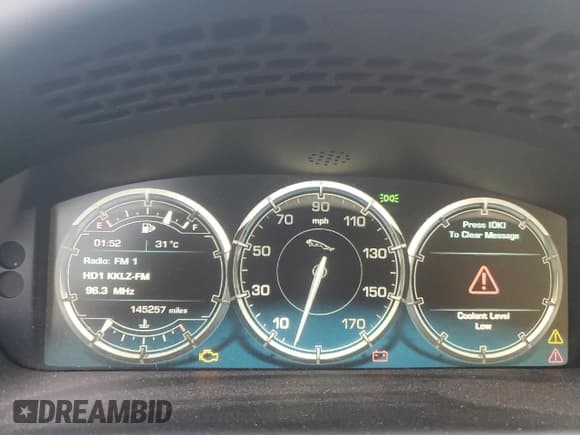 E F
01:52 31°C
Radio: FM 1
HD1 KKLZ-FM
96.3 MHz
145257 miles
90
70 110
mph
50 130
30 150
10 170
Press (OK)
To Clear Message
Coolant Level
Low
DREAMBID